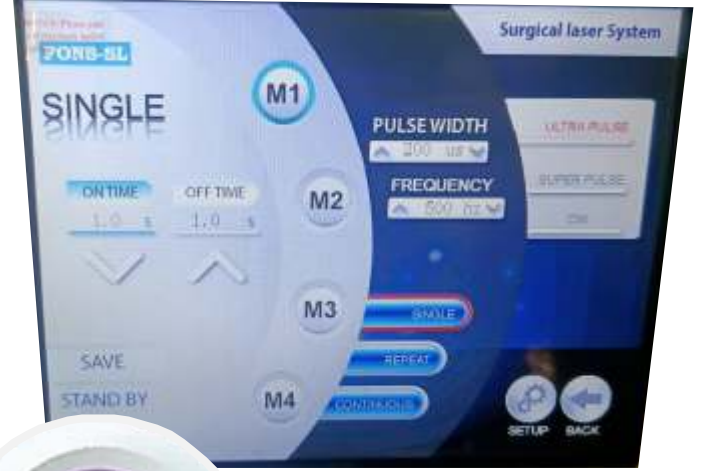 Surgical laser System
PONS-SL
SINGLE
M1
PULSE WIDTH
200 us
ULTRA PULSE
SUPER PULSE
CW
ON TIME
OFF TIME
1.0 s
1.0 s
M2
FREQUENCY
500 hz
M3
SINGLE
REPEAT
CONTINUOUS
SAVE
STAND BY
M4
SETUP
BACK